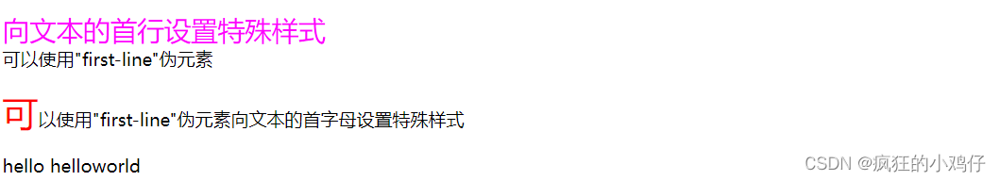 向文本的首行设置特殊样式
可以使用"first-line"伪元素
可以使用"first-line"伪元素向文本的首字母设置特殊样式
hello helloworld
CSDN @疯狂的小鸡仔